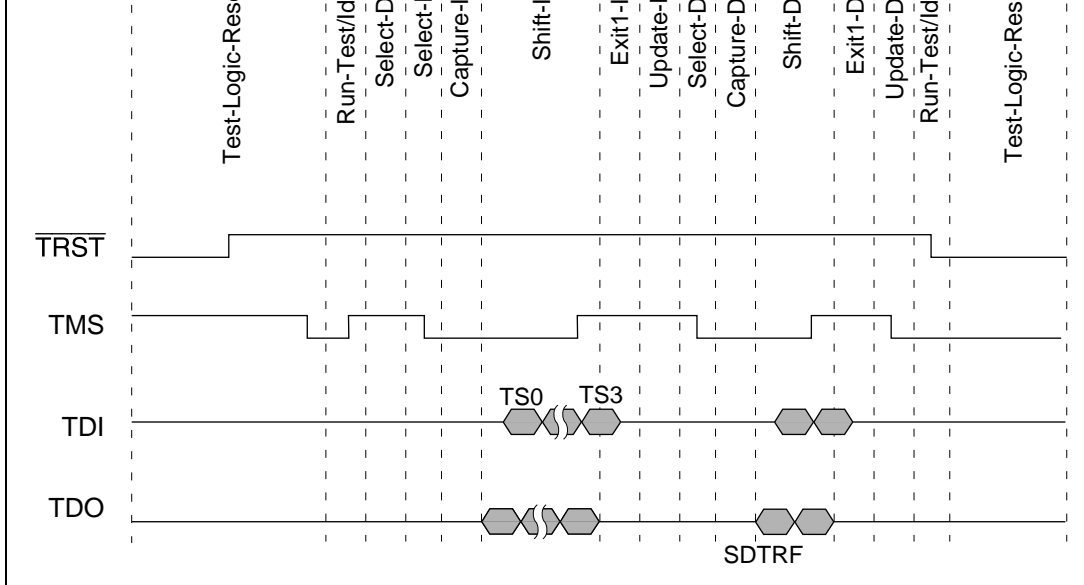 Test-Logic-Res
Run-Test/Id
Select-D
Select-I
Capture-I
Shift-I
Exit1-I
Update-I
Select-D
Capture-D
Shift-D
Exit1-D
Update-D
Run-Test/Id
Test-Logic-Res
TRST
TMS
TS0 TS3
TDI
TDO
SDTRF